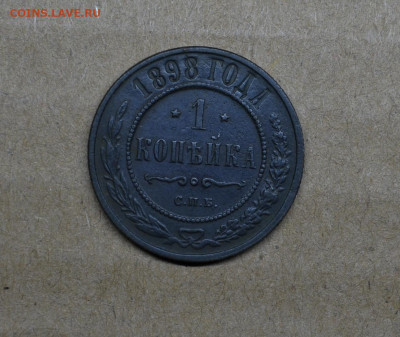 COINS.LAVE.RU
1898 ГОДА
1
КОПѢЙКА
С.П.Б.